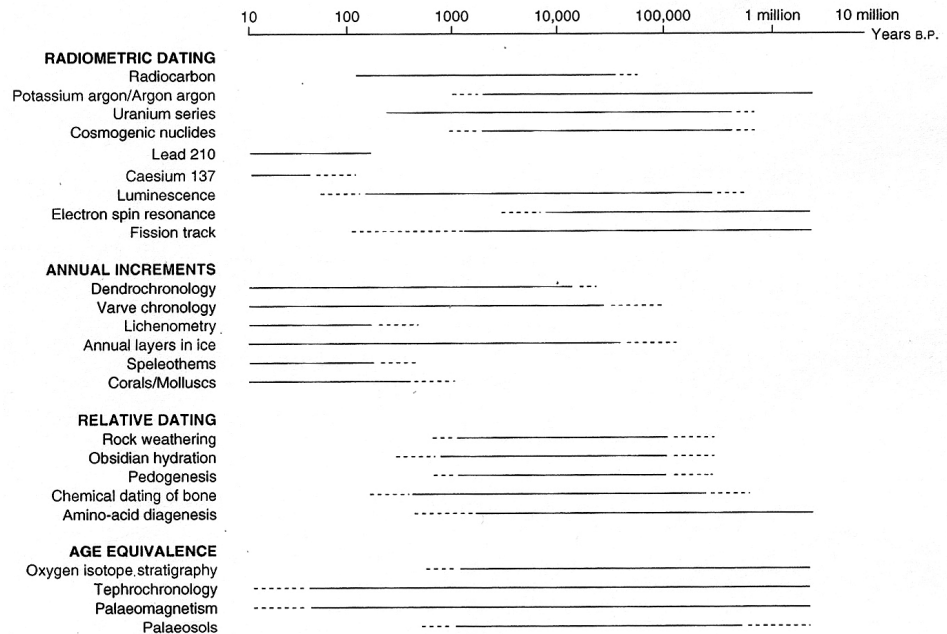 10 100 1000 10,000 100,000 1 million 10 million
Years B.P.
RADIOMETRIC DATING
Radiocarbon
Potassium argon/Argon argon
Uranium series
Cosmogenic nuclides
Lead 210
Caesium 137
Luminescence
Electron spin resonance
Fission track
ANNUAL INCREMENTS
Dendrochronology
Varve chronology
Lichenometry
Annual layers in ice
Speleothems
Corals/Molluscs
RELATIVE DATING
Rock weathering
Obsidian hydration
Pedogenesis
Chemical dating of bone
Amino-acid diagenesis
AGE EQUIVALENCE
Oxygen isotope stratigraphy
Tephrochronology
Palaeomagnetism
Palaeosols